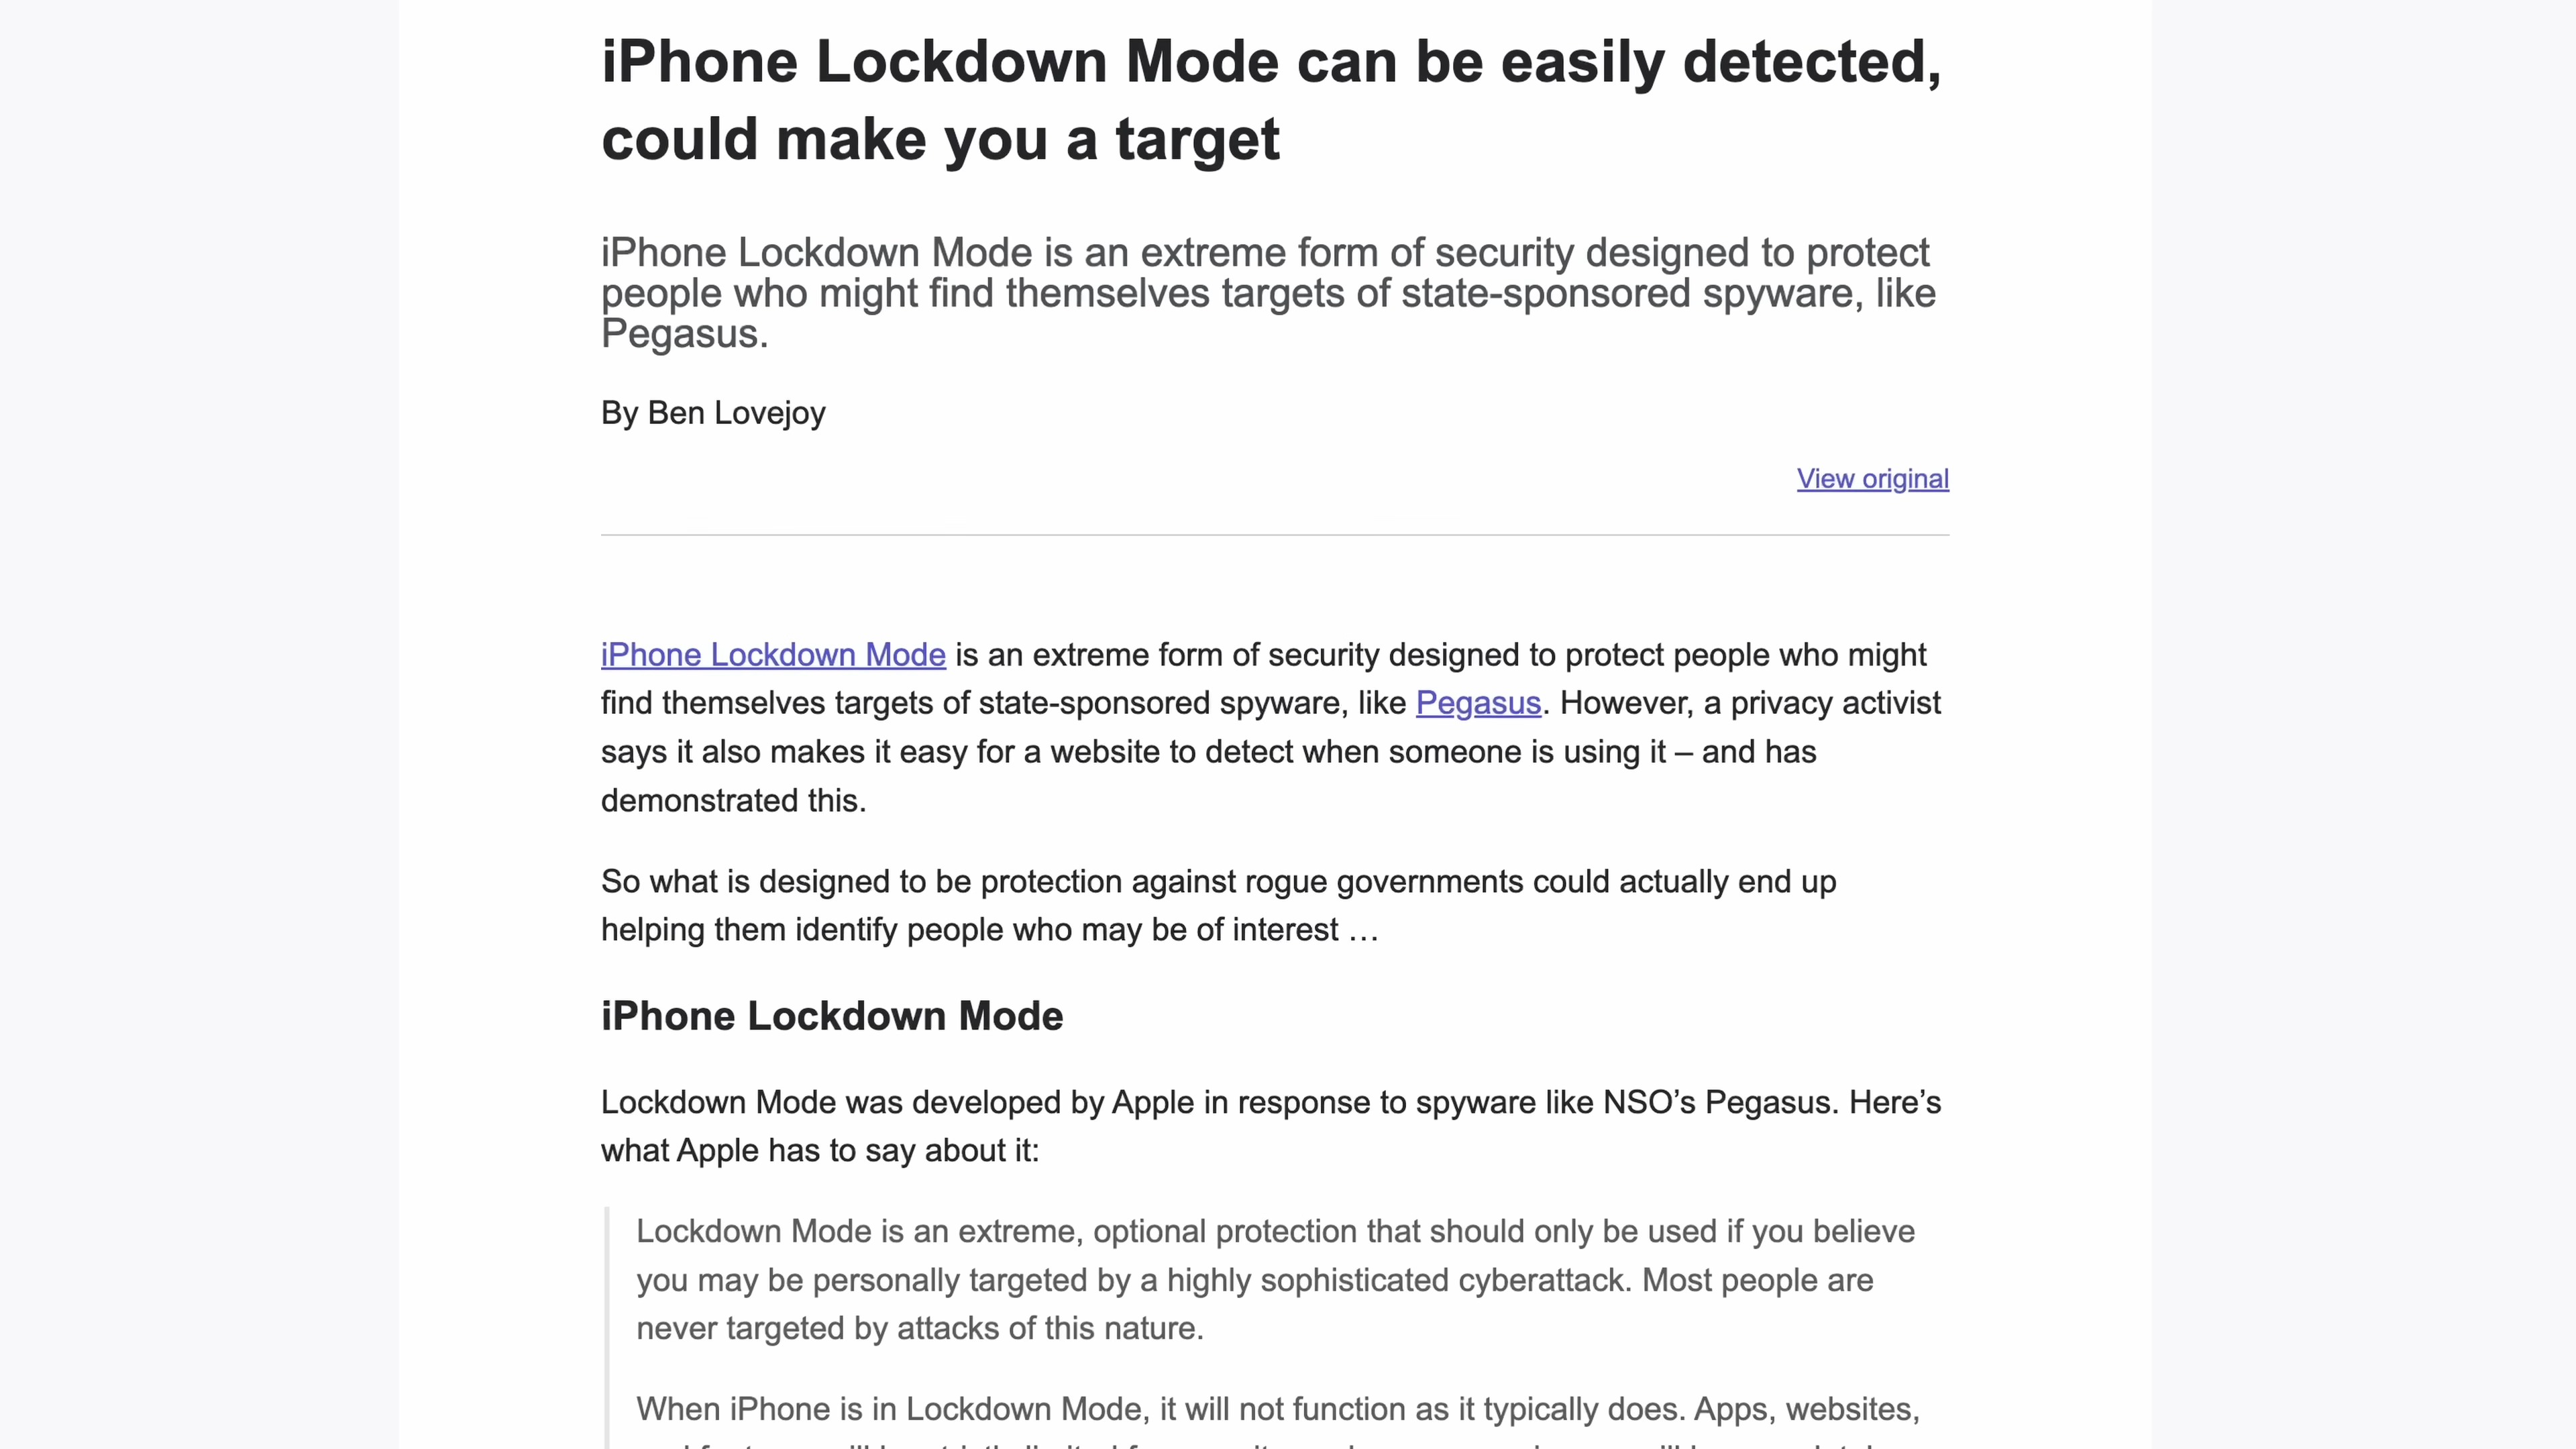 iPhone Lockdown Mode can be easily detected,
could make you a target
iPhone Lockdown Mode is an extreme form of security designed to protect
people who might find themselves targets of state-sponsored spyware, like
Pegasus.
By Ben Lovejoy
View original
iPhone Lockdown Mode is an extreme form of security designed to protect people who might
find themselves targets of state-sponsored spyware, like Pegasus. However, a privacy activist
says it also makes it easy for a website to detect when someone is using it – and has
demonstrated this.
So what is designed to be protection against rogue governments could actually end up
helping them identify people who may be of interest …
iPhone Lockdown Mode
Lockdown Mode was developed by Apple in response to spyware like NSO’s Pegasus. Here’s
what Apple has to say about it:
Lockdown Mode is an extreme, optional protection that should only be used if you believe
you may be personally targeted by a highly sophisticated cyberattack. Most people are
never targeted by attacks of this nature.
When iPhone is in Lockdown Mode, it will not function as it typically does. Apps, websites,